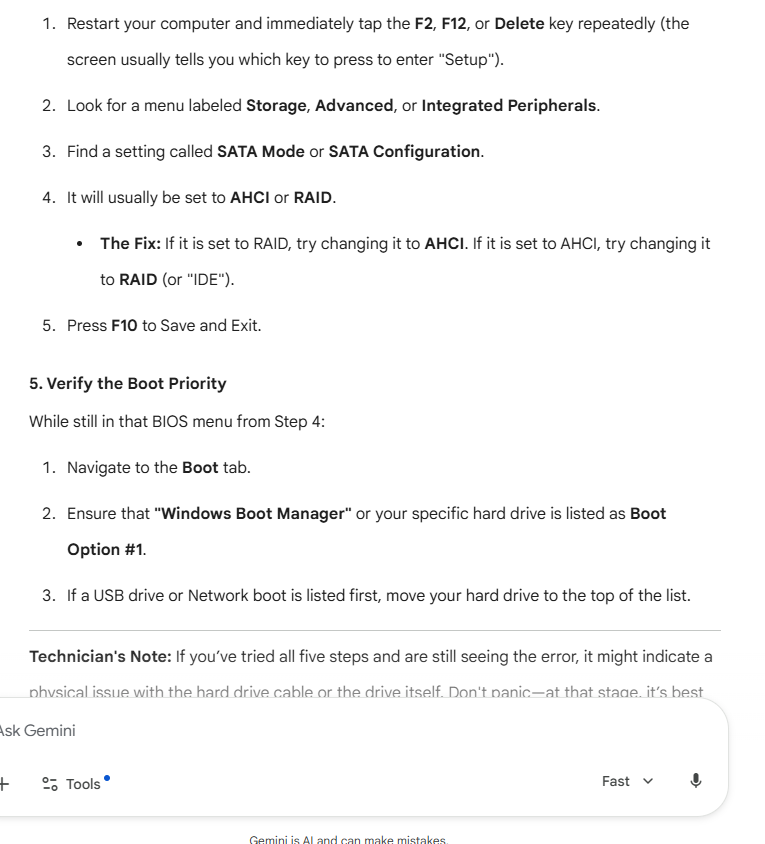 1. Restart your computer and immediately tap the F2, F12, or Delete key repeatedly (the
screen usually tells you which key to press to enter "Setup").
2. Look for a menu labeled Storage, Advanced, or Integrated Peripherals.
3. Find a setting called SATA Mode or SATA Configuration.
4. It will usually be set to AHCI or RAID.
• The Fix: If it is set to RAID, try changing it to AHCI. If it is set to AHCI, try changing it
to RAID (or "IDE").
5. Press F10 to Save and Exit.
5. Verify the Boot Priority
While still in that BIOS menu from Step 4:
1. Navigate to the Boot tab.
2. Ensure that "Windows Boot Manager" or your specific hard drive is listed as Boot
Option #1.
3. If a USB drive or Network boot is listed first, move your hard drive to the top of the list.
Technician's Note: If you’ve tried all five steps and are still seeing the error, it might indicate a
physical issue with the hard drive cable or the drive itself. Don't panic—at that stage, it’s best
Ask Gemini
Tools
Fast
Gemini is AI and can make mistakes.